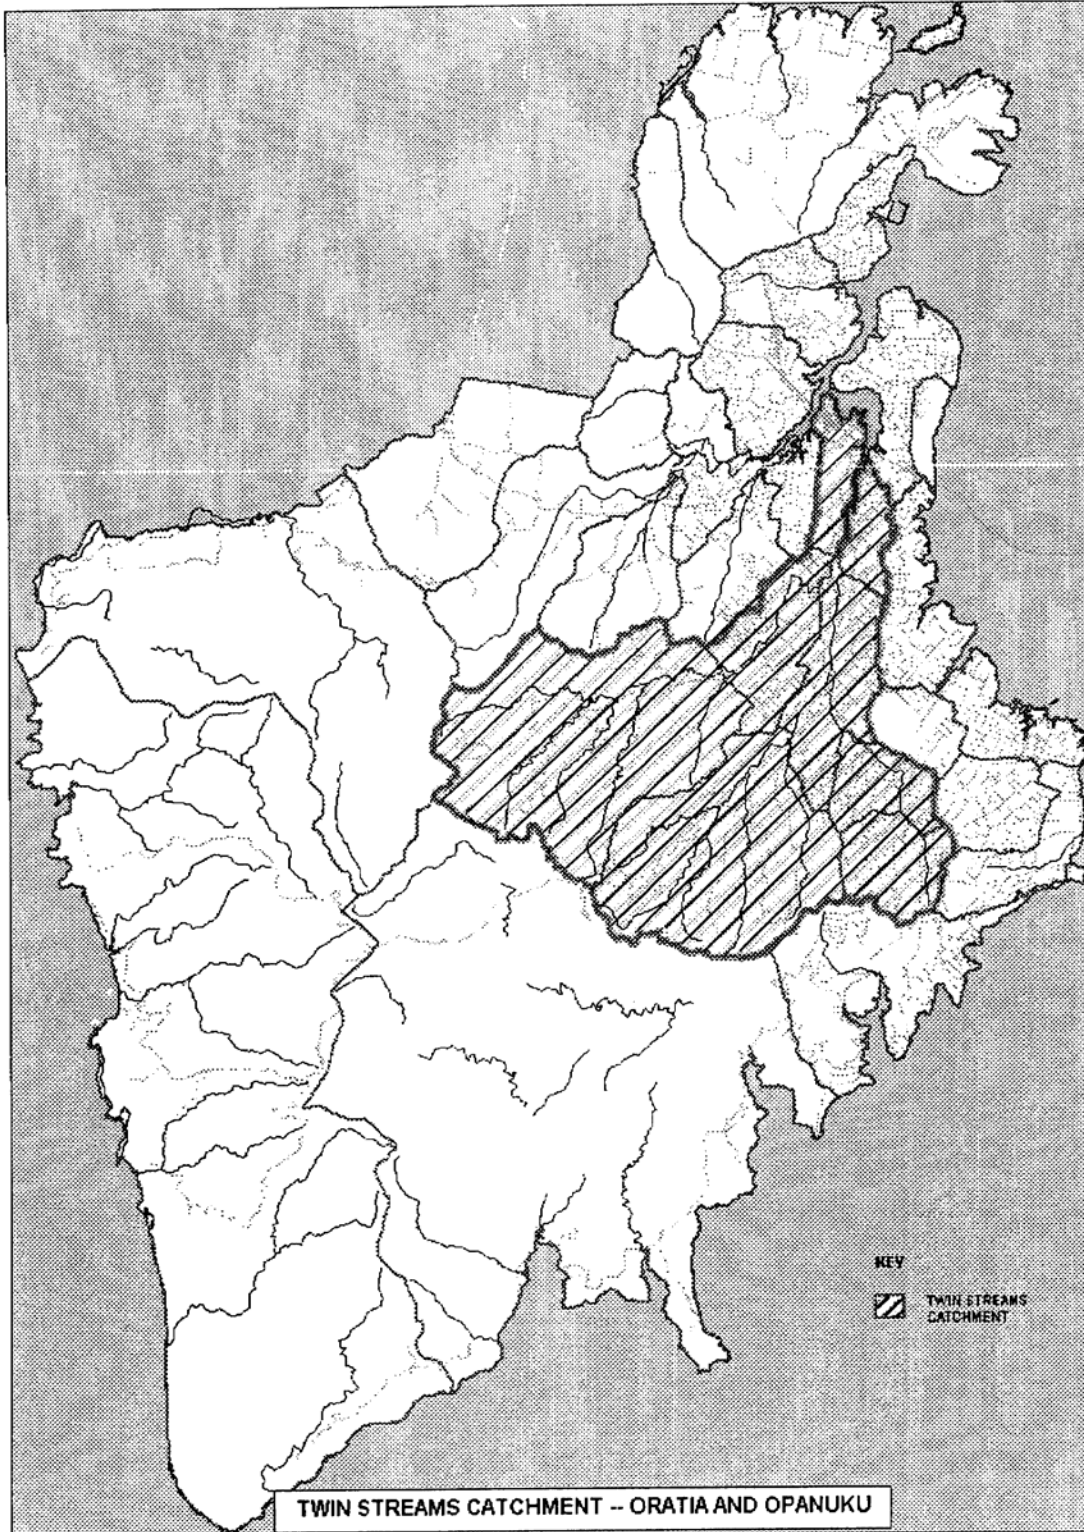 KEY
TWIN STREAMS
CATCHMENT
TWIN STREAMS CATCHMENT -- ORATIA AND OPANUKU